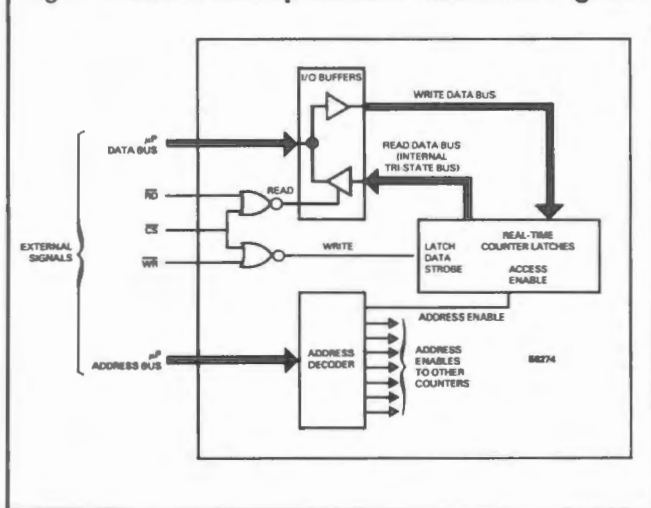 I/O BUFFERS
WRITE DATA BUS
µP
DATA BUS
READ DATA BUS
(INTERNAL
TRI-STATE BUS)
RD
READ
CS
WR
WRITE
EXTERNAL
SIGNALS
LATCH
DATA
STROBE
REAL-TIME
COUNTER LATCHES
ACCESS
ENABLE
ADDRESS ENABLE
µP
ADDRESS BUS
ADDRESS
DECODER
ADDRESS
ENABLES
TO OTHER
COUNTERS